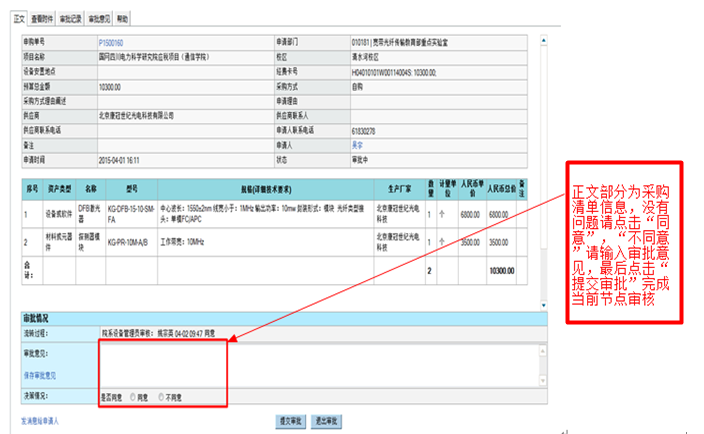 正文 查看附件 审批记录 审批意见 帮助
申购单号 P1500160 申请部门 010181 | 宽带光纤传输教育部重点实验室
项目名称 国网四川电力科学研究院应税项目（通信学院） 校区 清水河校区
设备安置地点 经费卡号 H04010101W00114004S: 10300.00;
预算总金额 10300.00 采购方式 自购
采购方式理由阐述 申请理由
供应商 北京康冠世纪光电科技有限公司 供应商联系人
供应商联系电话 申请人联系电话 61830278
备注 申请人
申请时间 2015-04-01 16:11 状态 审批中
序号 资产类型 名称 型号 规格(详细技术要求) 生产厂家 数量 计量单位 人民币单价 人民币总价 备注
1 设备或软件 DFB激光器 KG-DFB-15-10-SM-FA 中心波长：1550±2nm 线宽小于：1MHz 输出功率：10mw 封装形式：模块 光纤类型接头：单模FC/APC 北京康冠世纪光电科技 1 个 6800.00 6800.00
2 材料或元器件 探测器模块 KG-PR-10M-A/B 工作带宽：10MHz 北京康冠世纪光电科技 1 个 3500.00 3500.00
合计： 2 10300.00
审批情况
流转过程： 院系设备管理员审核： 04-02 09:47 同意
审批意见：
保存审批意见
决策情况： 是否同意 同意 不同意
发消息给申请人 提交审批 退出审批
正文部分为采购
清单信息，没有
问题请点击“同
意”，“不同意
”请输入审批意
见，最后点击“
提交审批”完成
当前节点审核